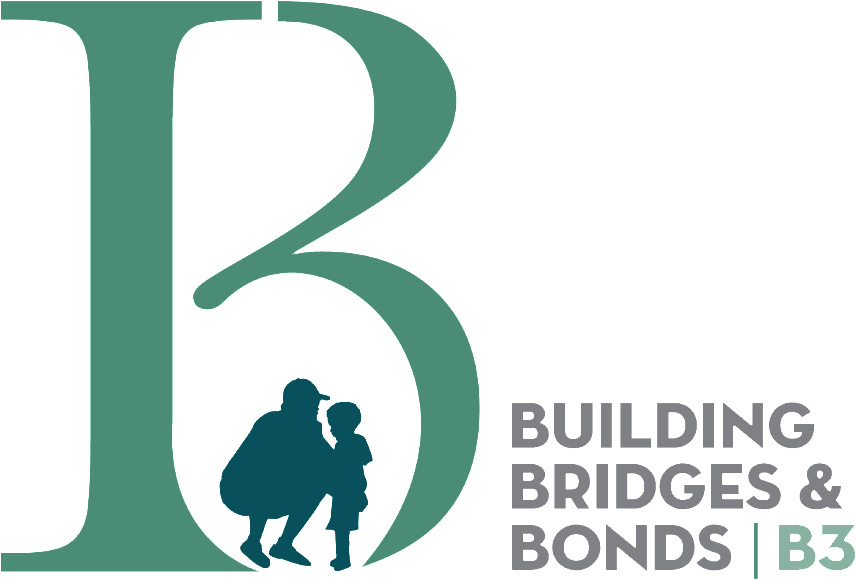 B
BUILDING
BRIDGES &
BONDS | B3